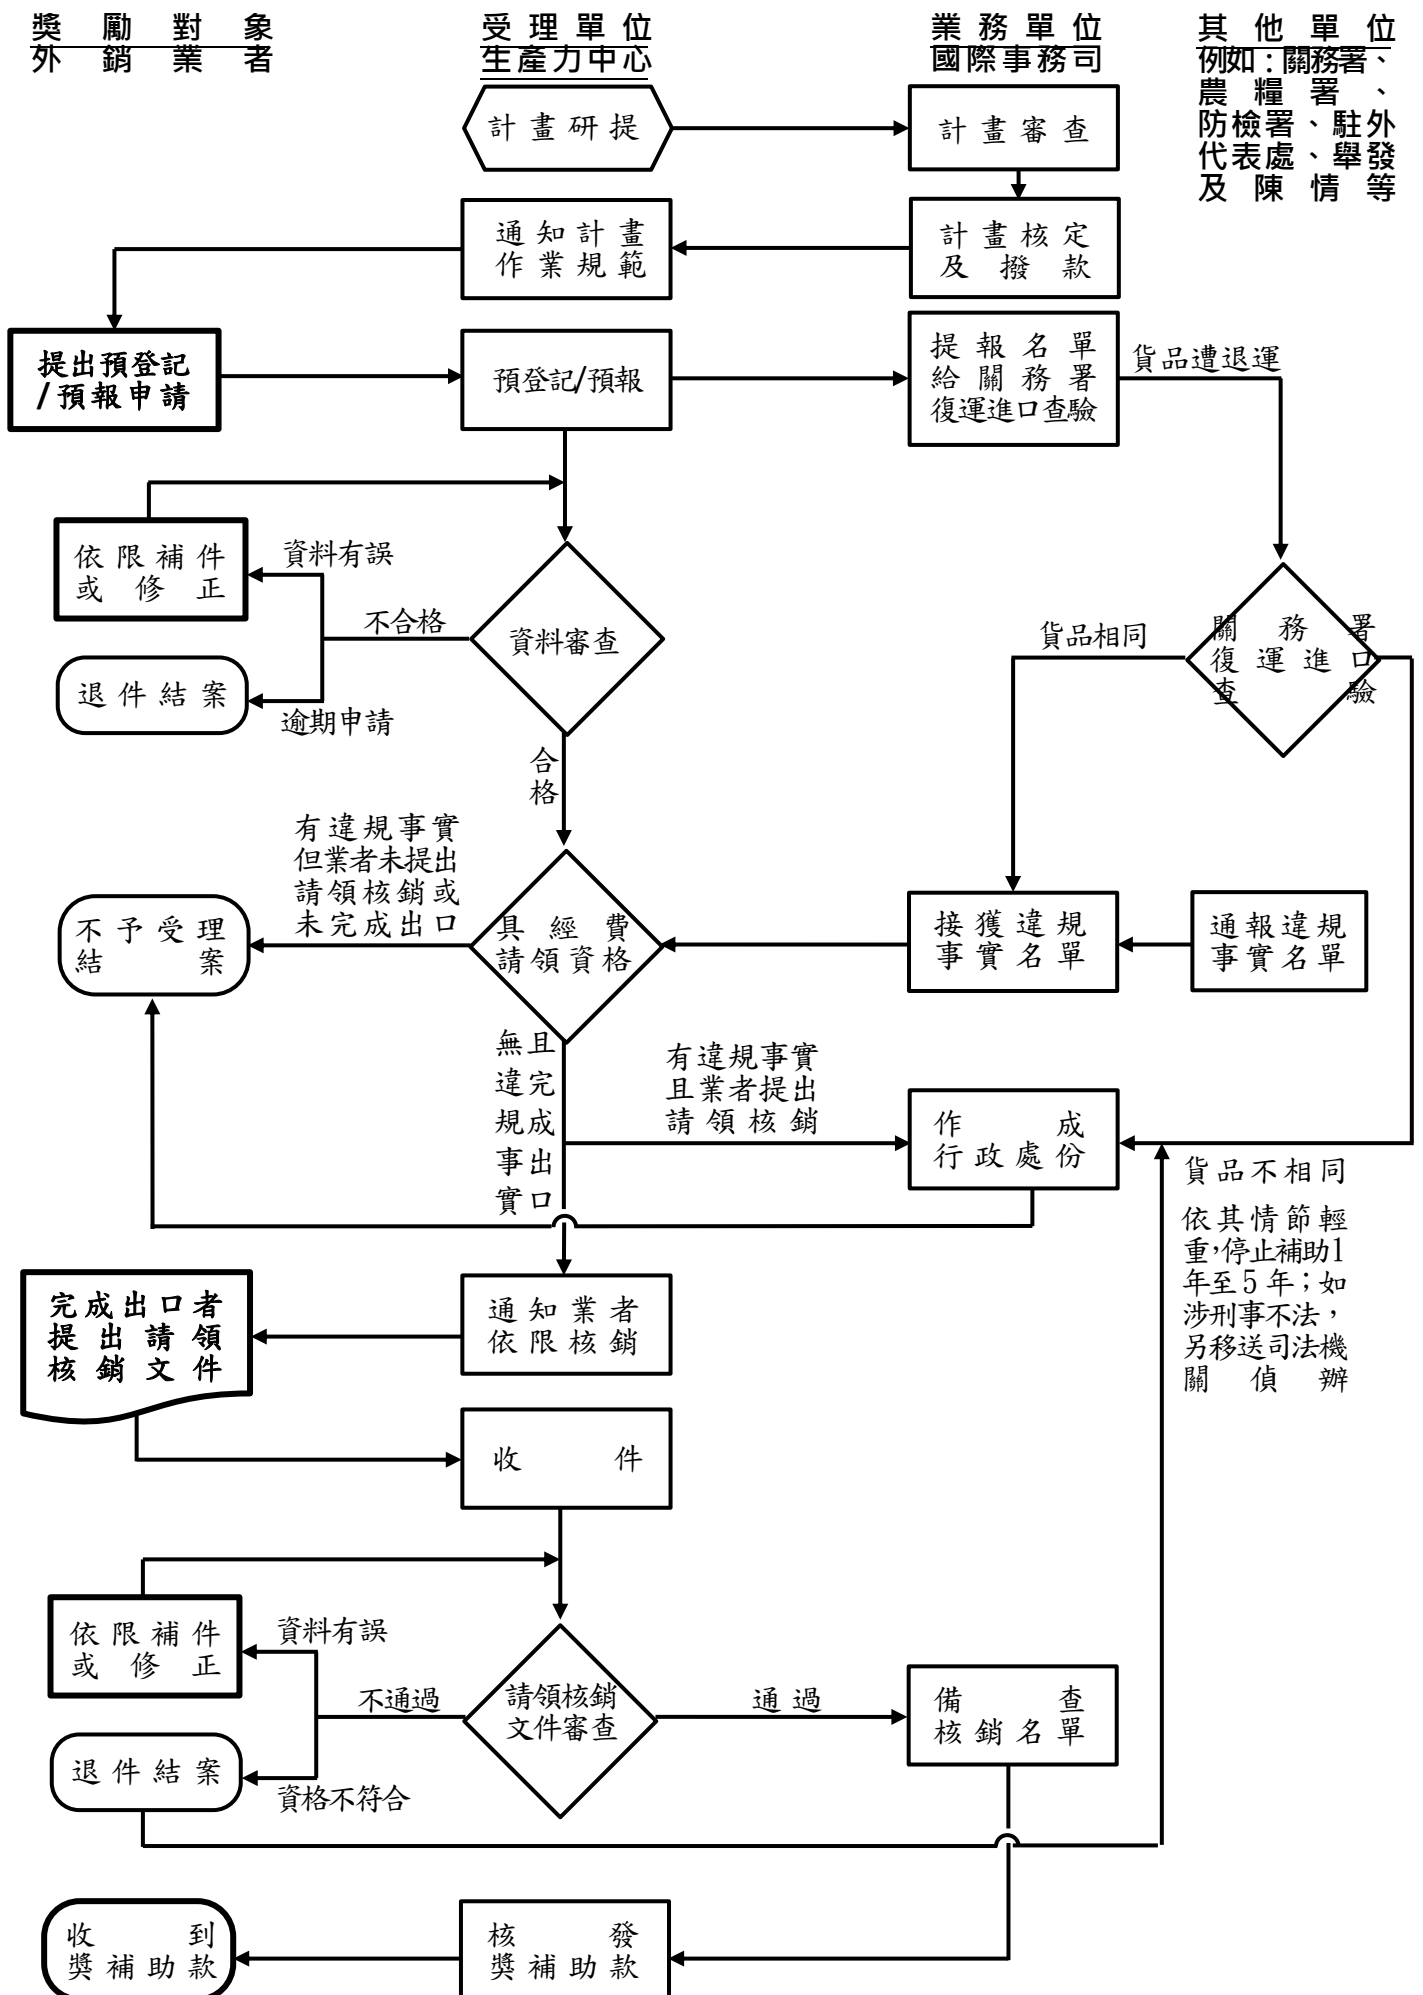 獎勵對象
外銷業者
受理單位
生產力中心
業務單位
國際事務司
其他單位
例如：關務署、
農糧署、
防檢署、駐外
代表處、舉發
及陳情等
計畫研提
計畫審查
通知計畫
作業規範
計畫核定
及撥款
提出預登記
/預報申請
預登記/預報
提報名單
給關務署
復運進口查驗
貨品遭退運
依限補件
或修正
資料有誤
不合格
資料審查
退件結案
逾期申請
貨品相同
關務署
復運進口
查驗
合格
有違規事實
但業者未提出
請領核銷或
未完成出口
不予受理
結案
具經費
請領資格
接獲違規
事實名單
通報違規
事實名單
無且
違完
規成
事出
實口
有違規事實
且業者提出
請領核銷
作成
行政處份
貨品不相同
依其情節輕
重，停止補助1
年至5年；如
涉刑事不法，
另移送司法機
關偵辦
完成出口者
提出請領
核銷文件
通知業者
依限核銷
收件
依限補件
或修正
資料有誤
不通過
請領核銷
文件審查
通過
備查
核銷名單
退件結案
資格不符合
收到
獎補助款
核發
獎補助款